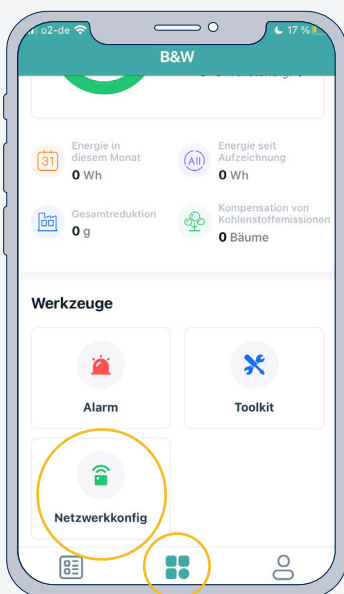 o2-de 17 %
B&W
Energie in
diesem Monat
0 Wh
31
Energie seit
Aufzeichnung
0 Wh
All
Gesamtreduktion
0 g
Kompensation von
Kohlenstoffemissionen
0 Bäume
Werkzeuge
Alarm
Toolkit
Netzwerkkonfig